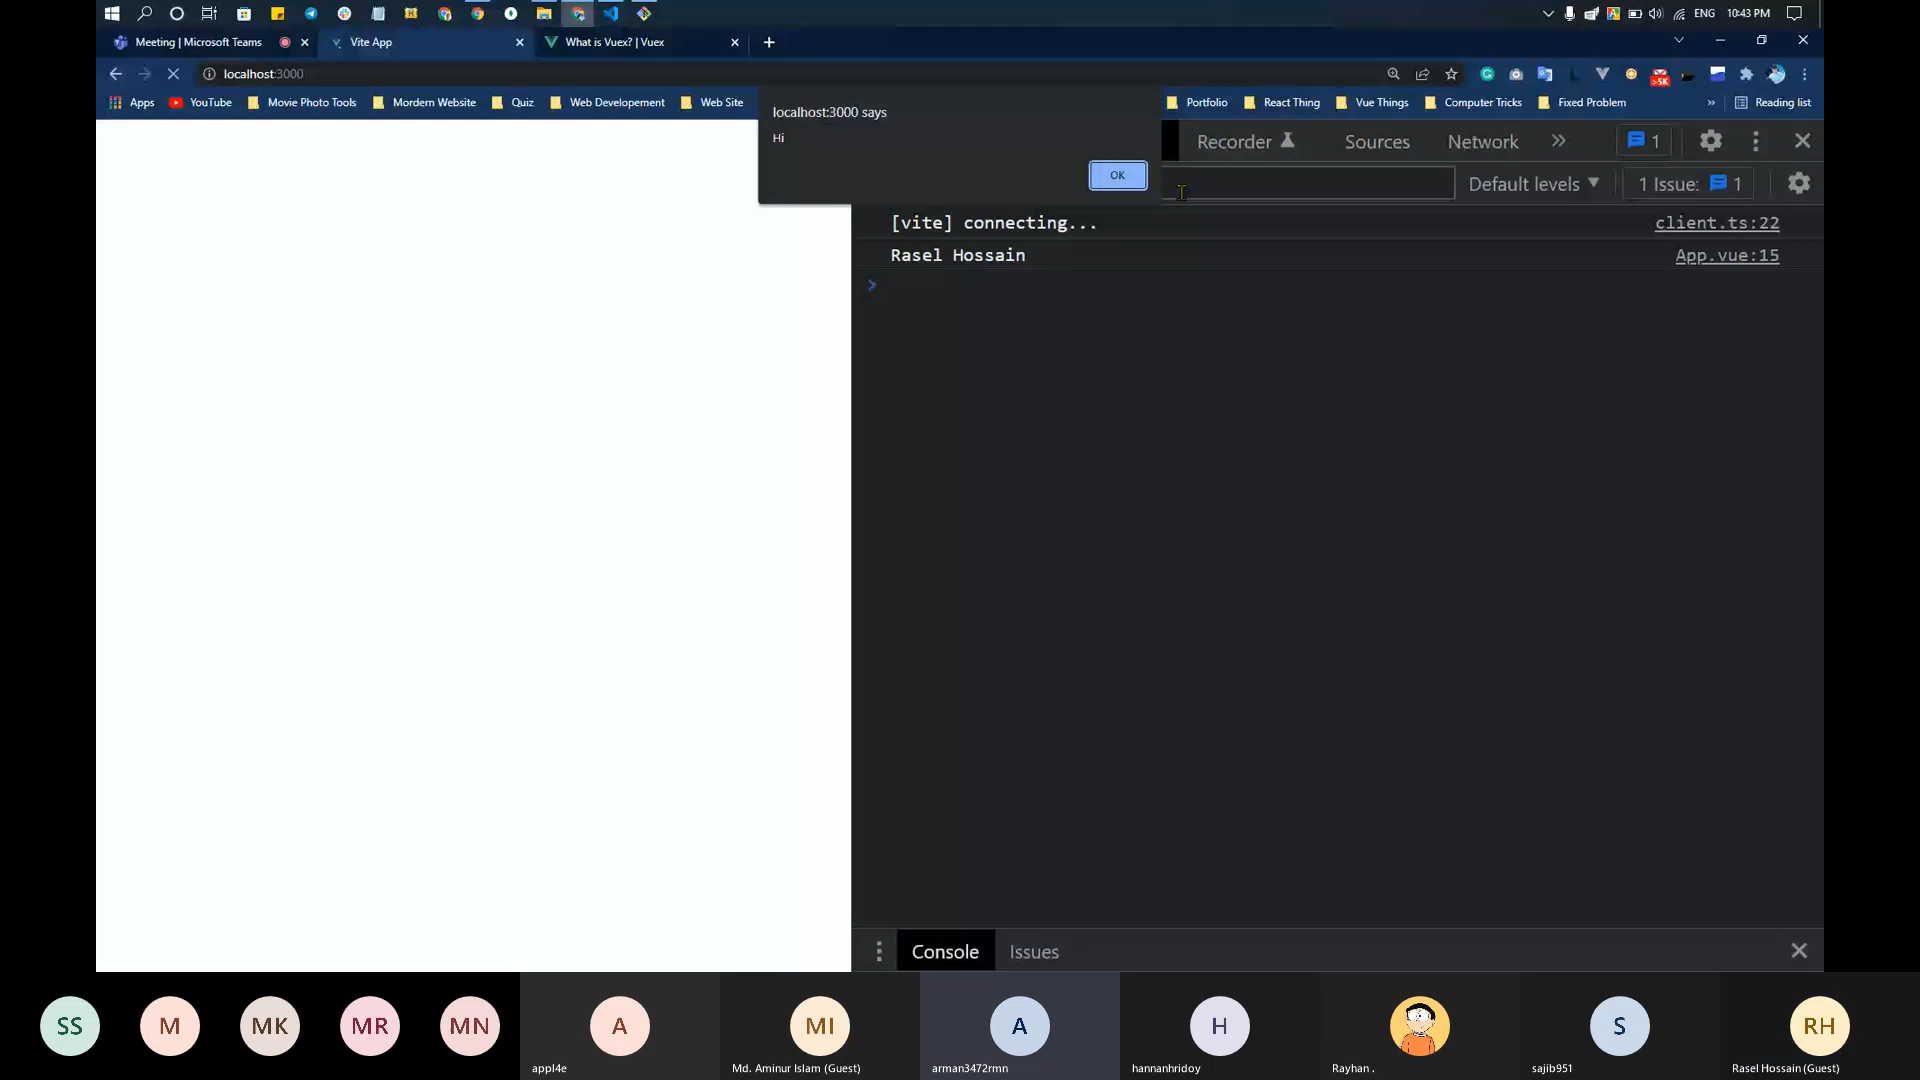 ENG 10:43 PM
Meeting | Microsoft Teams
Vite App
What is Vuex? | Vuex
localhost:3000
>5K
Apps YouTube Movie Photo Tools Mordern Website Quiz Web Developement Web Site Portfolio React Thing Vue Things Computer Tricks Fixed Problem » Reading list
localhost:3000 says
Hi
OK
Recorder Sources Network » 1
Default levels ▼ 1 Issue: 1
[vite] connecting... client.ts:22
Rasel Hossain App.vue:15
>
Console Issues
SS M MK MR MN A MI A H S RH
appl4e Md. Aminur Islam (Guest) arman3472rmn hannanhridoy Rayhan . sajib951 Rasel Hossain (Guest)